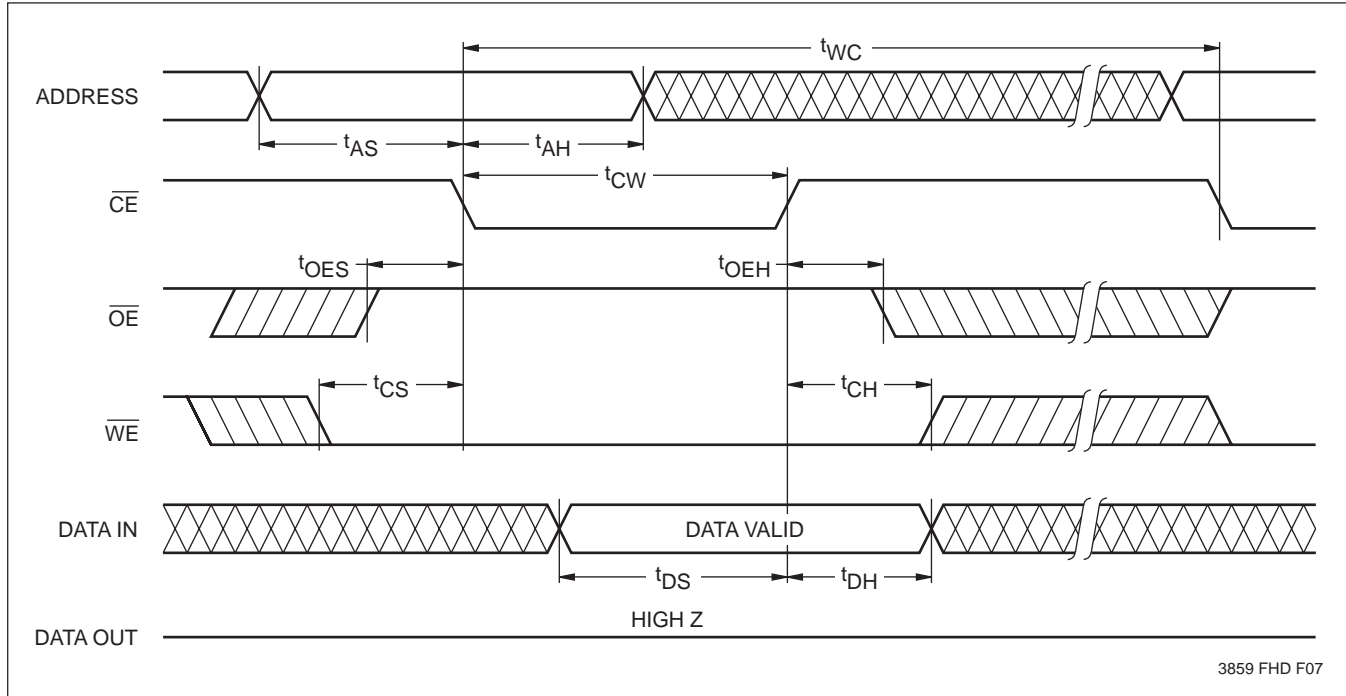 tWC
ADDRESS
tAS
tAH
tCW
CE
tOES
tOEH
OE
tCS
tCH
WE
DATA IN
DATA VALID
tDS
tDH
HIGH Z
DATA OUT
3859 FHD F07